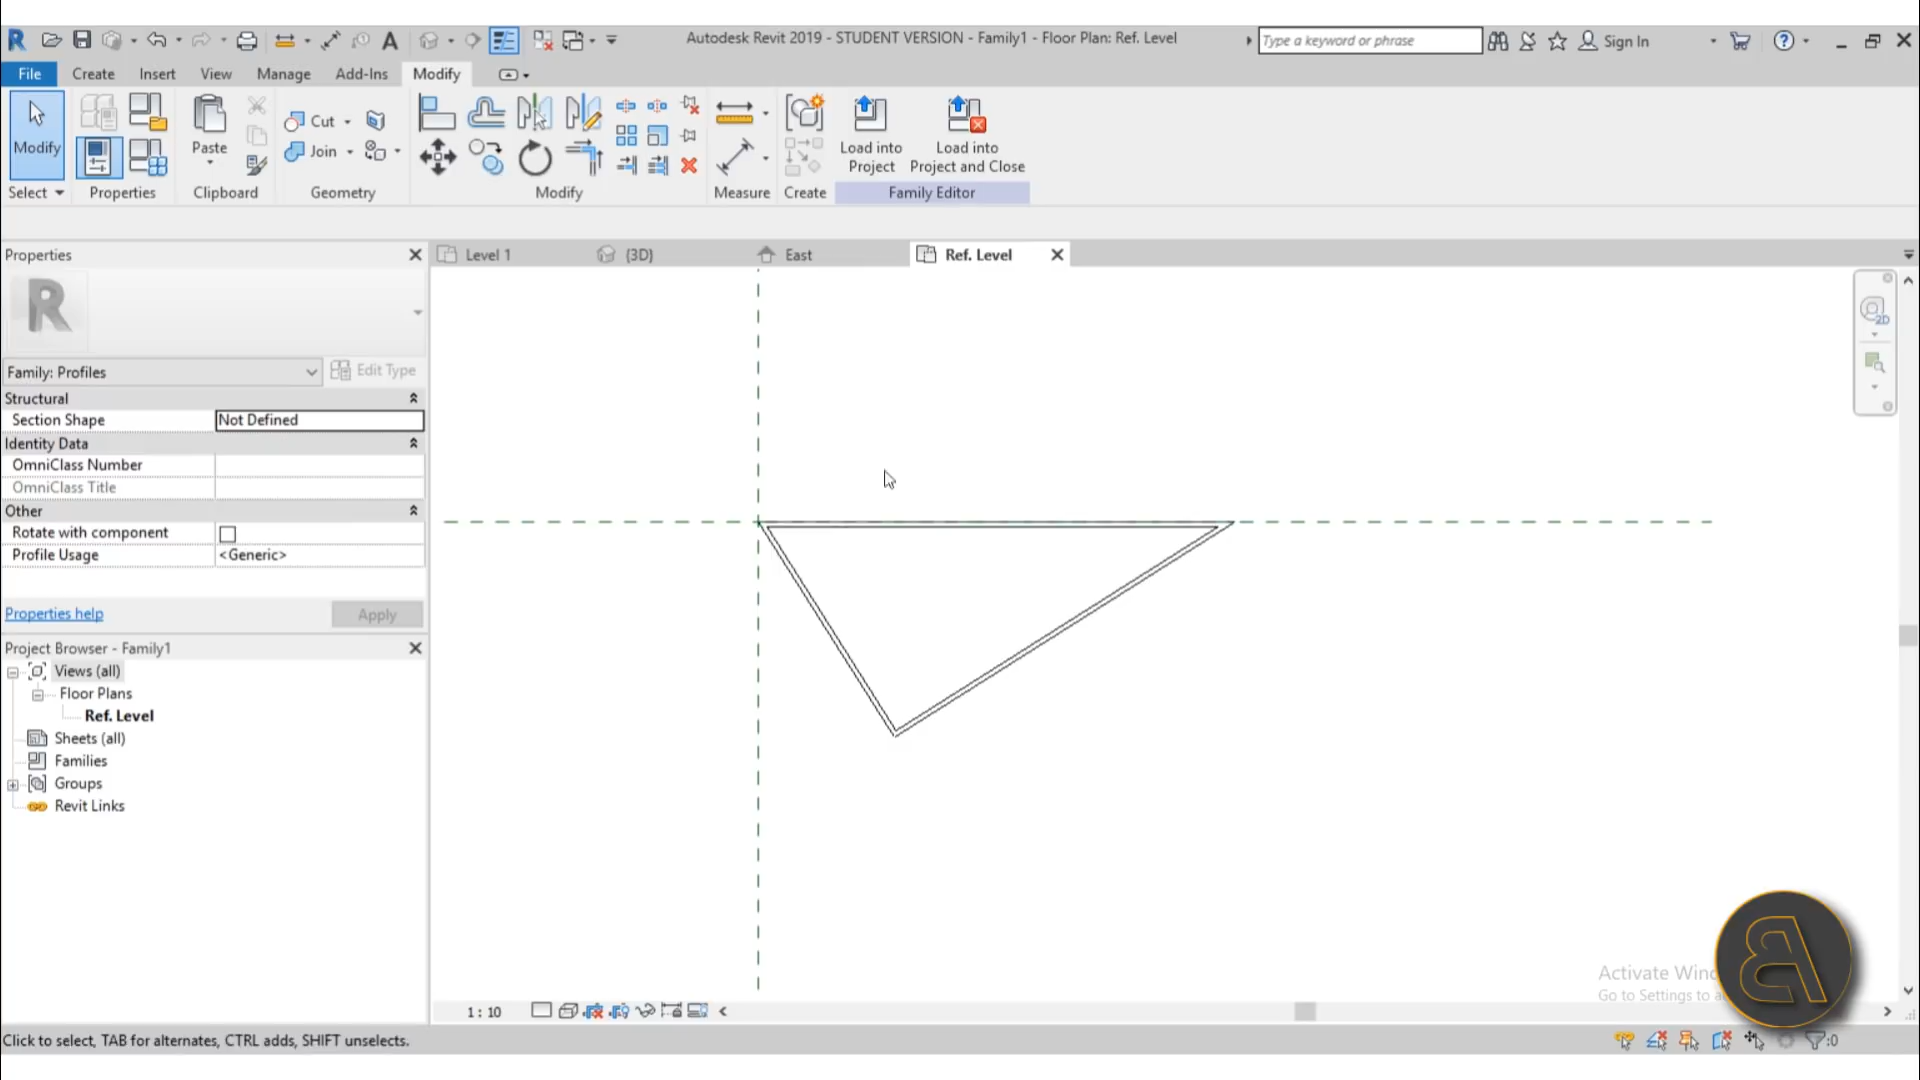 Autodesk Revit 2019 - STUDENT VERSION - Family1 - Floor Plan: Ref. Level
Type a keyword or phrase
Sign In
File Create Insert View Manage Add-Ins Modify
Modify
Paste
Cut
Join
Load into Project
Load into Project and Close
Select Properties Clipboard Geometry Modify Measure Create Family Editor
Properties
Level 1
{3D}
East
Ref. Level
R
2D
Family: Profiles
Edit Type
Structural
Section Shape Not Defined
Identity Data
OmniClass Number
OmniClass Title
Other
Rotate with component
Profile Usage <Generic>
Properties help
Apply
Project Browser - Family1
Views (all)
Floor Plans
Ref. Level
Sheets (all)
Families
Groups
Revit Links
Activate Wind
Go to Settings to a
1 : 10
Click to select, TAB for alternates, CTRL adds, SHIFT unselects.
:0